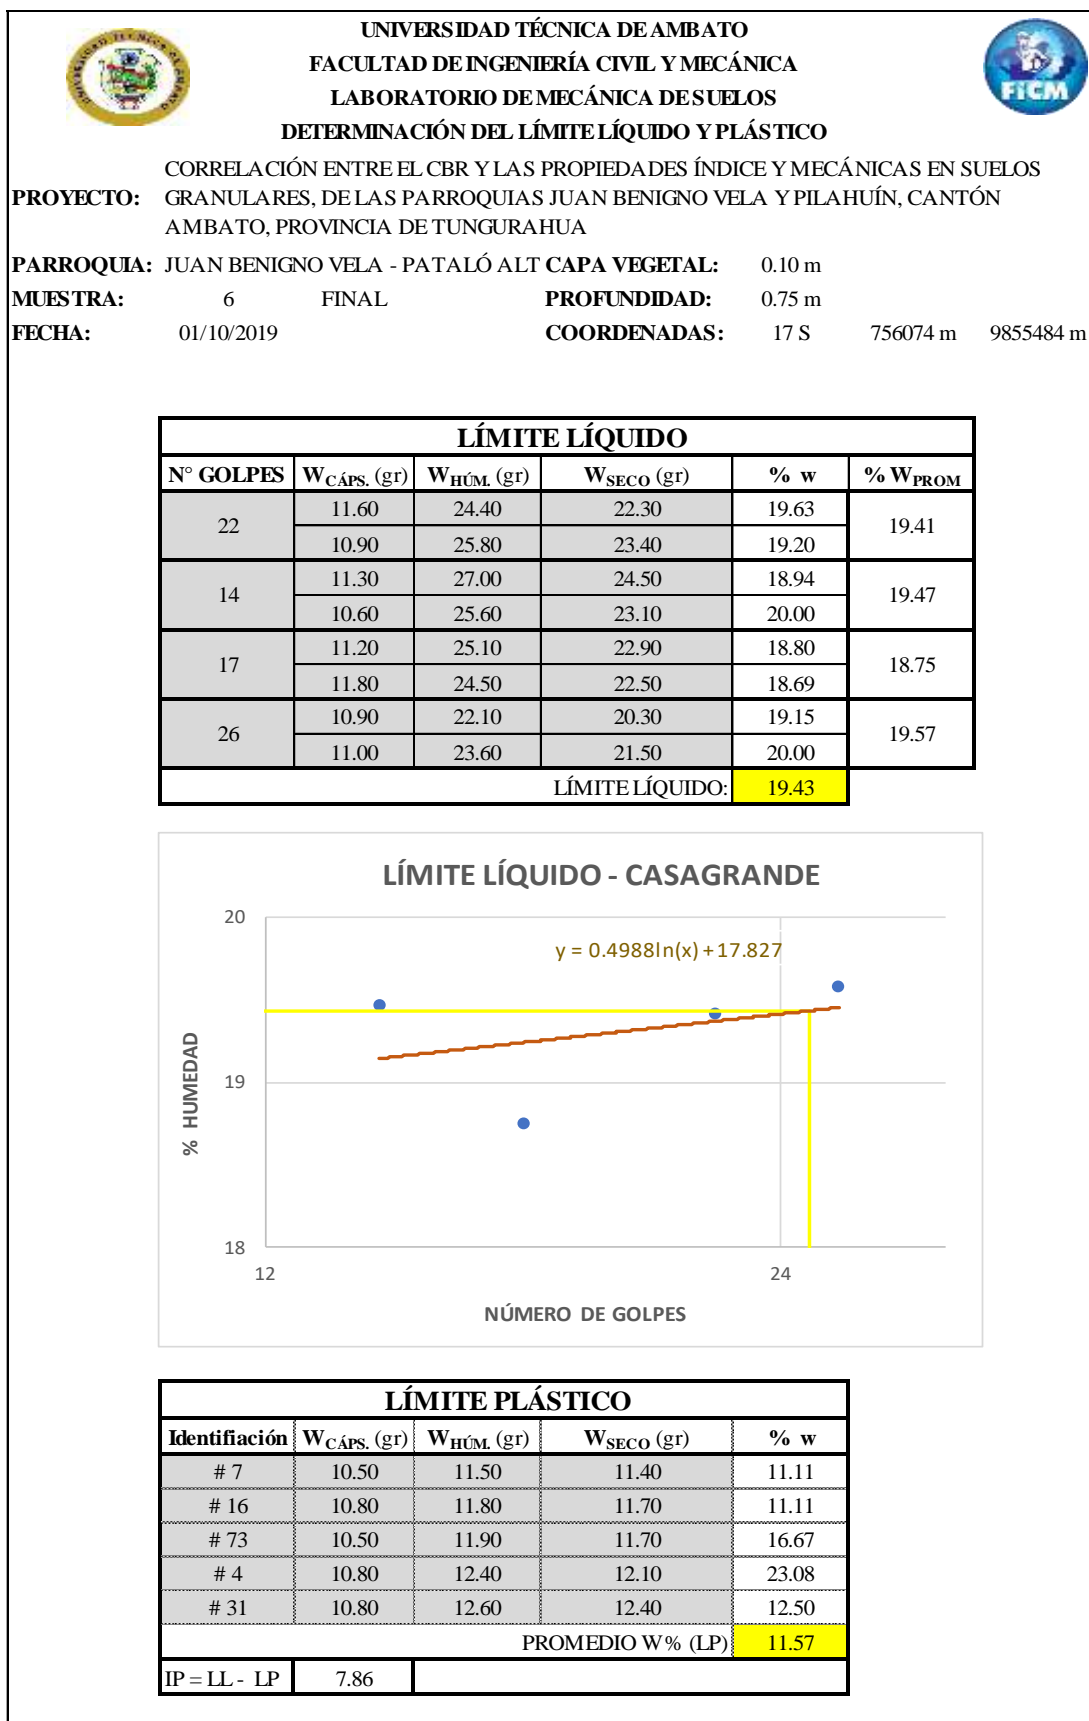 UNIVERSIDAD TÉCNICA DE AMBATO
FACULTAD DE INGENIERÍA CIVIL Y MECÁNICA
LABORATORIO DE MECÁNICA DE SUELOS
DETERMINACIÓN DEL LÍMITE LÍQUIDO Y PLÁSTICO
FICM
PROYECTO: CORRELACIÓN ENTRE EL CBR Y LAS PROPIEDADES ÍNDICE Y MECÁNICAS EN SUELOS
GRANULARES, DE LAS PARROQUIAS JUAN BENIGNO VELA Y PILAHUÍN, CANTÓN
AMBATO, PROVINCIA DE TUNGURAHUA
PARROQUIA: JUAN BENIGNO VELA - PATALÓ ALT CAPA VEGETAL: 0.10 m
MUESTRA: 6 FINAL PROFUNDIDAD: 0.75 m
FECHA: 01/10/2019 COORDENADAS: 17 S 756074 m 9855484 m
LÍMITE LÍQUIDO
N° GOLPES W CÁPS. (gr) W HÚM. (gr) W SECO (gr) % w % W PROM
22 11.60 24.40 22.30 19.63 19.41
10.90 25.80 23.40 19.20
14 11.30 27.00 24.50 18.94 19.47
10.60 25.60 23.10 20.00
17 11.20 25.10 22.90 18.80 18.75
11.80 24.50 22.50 18.69
26 10.90 22.10 20.30 19.15 19.57
11.00 23.60 21.50 20.00
LÍMITE LÍQUIDO: 19.43
LÍMITE LÍQUIDO - CASAGRANDE
y = 0.4988ln(x) + 17.827
20
19
18
% HUMEDAD
12 24
NÚMERO DE GOLPES
LÍMITE PLÁSTICO
Identifiación W CÁPS. (gr) W HÚM. (gr) W SECO (gr) % w
# 7 10.50 11.50 11.40 11.11
# 16 10.80 11.80 11.70 11.11
# 73 10.50 11.90 11.70 16.67
# 4 10.80 12.40 12.10 23.08
# 31 10.80 12.60 12.40 12.50
PROMEDIO W% (LP) 11.57
IP = LL - LP 7.86